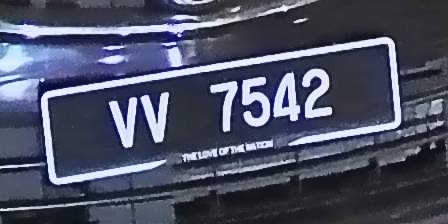 VV 7542
THE LOVE OF THE NATION